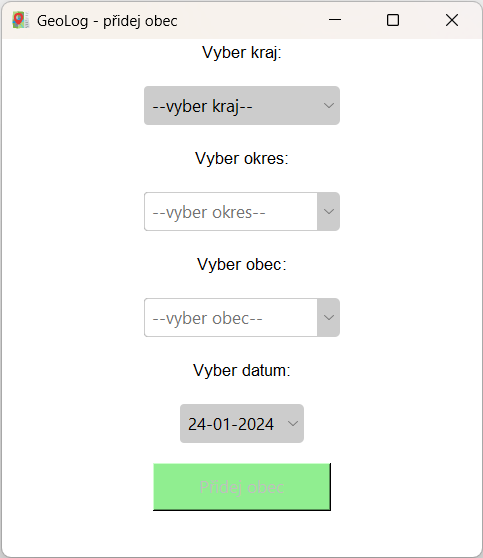 GeoLog - přidej obec
Vyber kraj:
--vyber kraj--
Vyber okres:
--vyber okres--
Vyber obec:
--vyber obec--
Vyber datum:
24-01-2024
Přidej obec